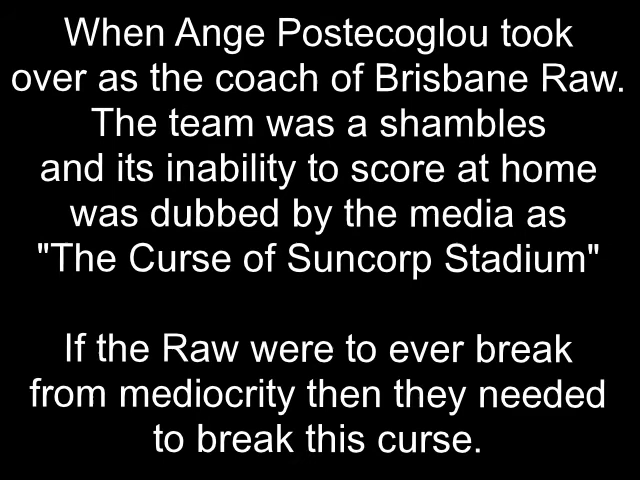 When Ange Postecoglou took
over as the coach of Brisbane Raw.
The team was a shambles
and its inability to score at home
was dubbed by the media as
"The Curse of Suncorp Stadium"
If the Raw were to ever break
from mediocrity then they needed
to break this curse.